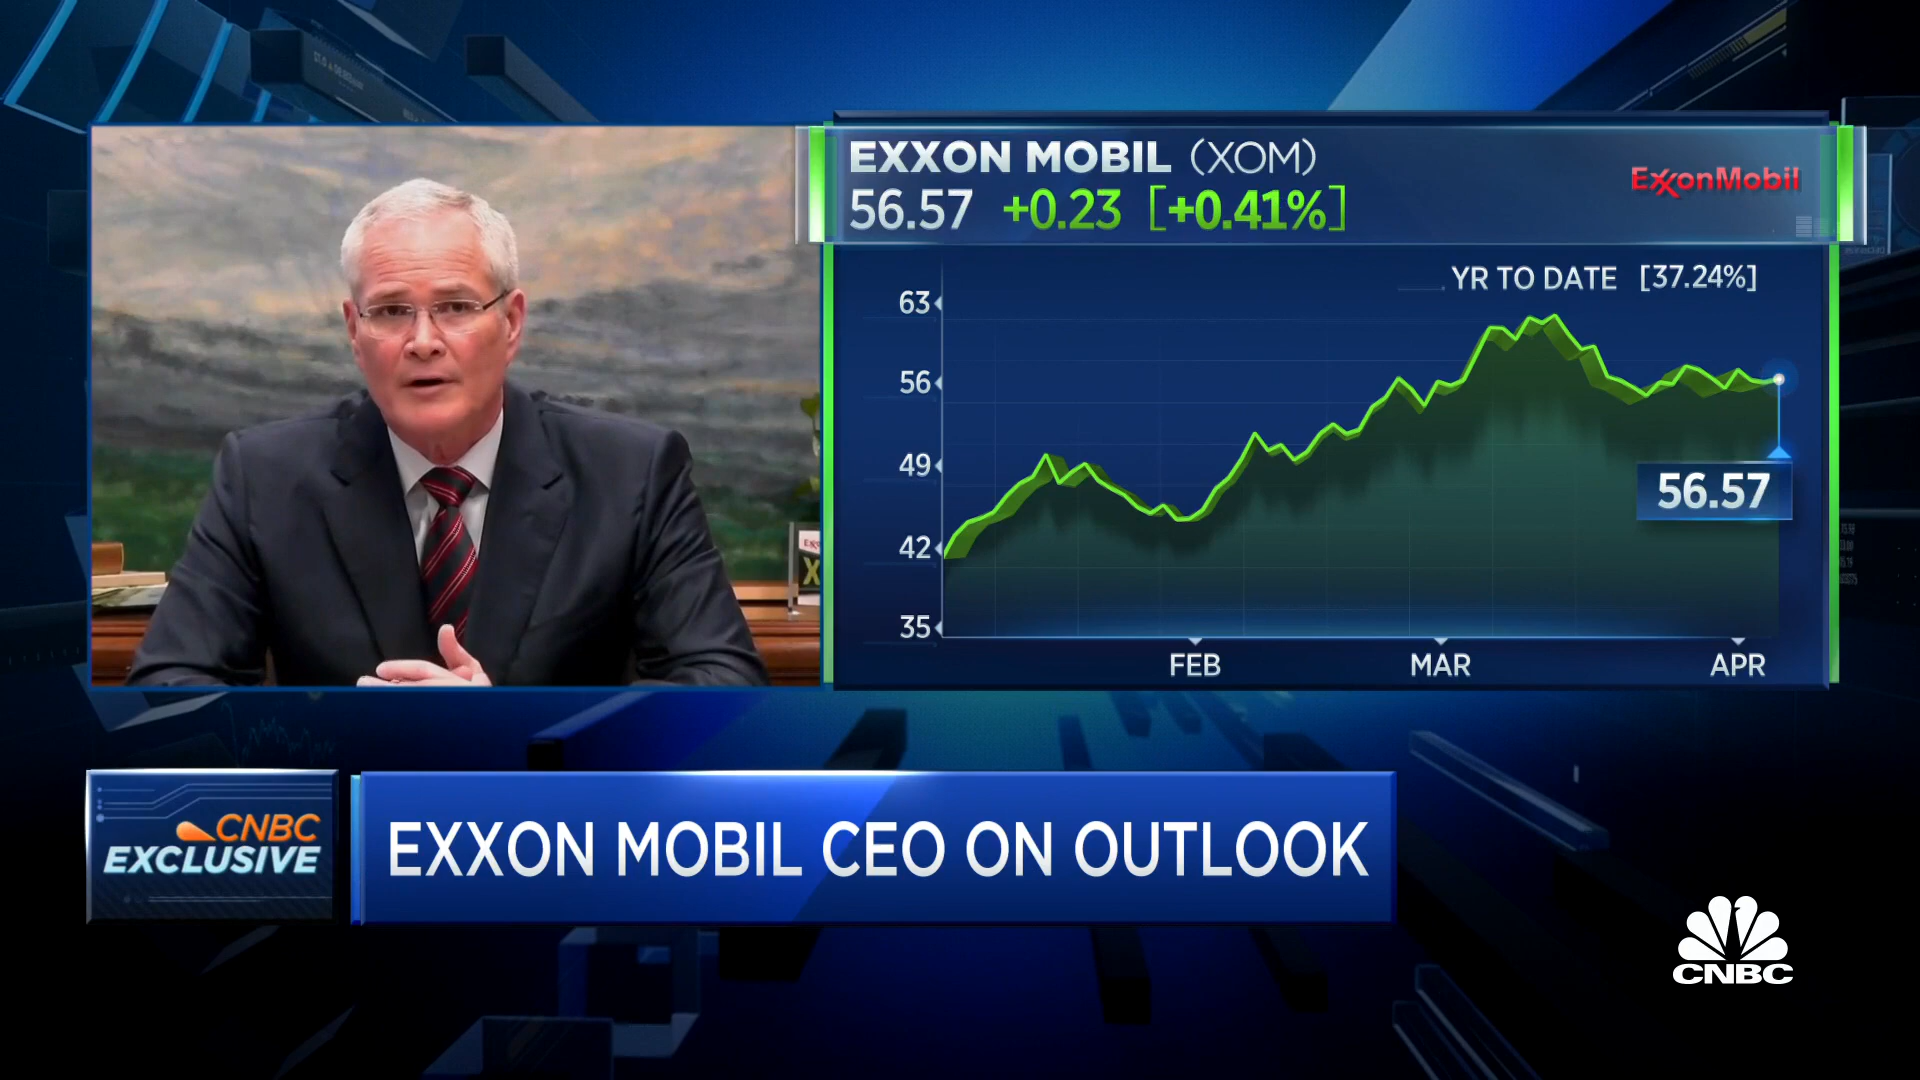 EXXON MOBIL (XOM)
56.57 +0.23 [+0.41%]
ExxonMobil
YR TO DATE [37.24%]
63
56
49
42
35
56.57
FEB MAR APR
CNBC
EXCLUSIVE
EXXON MOBIL CEO ON OUTLOOK
CNBC